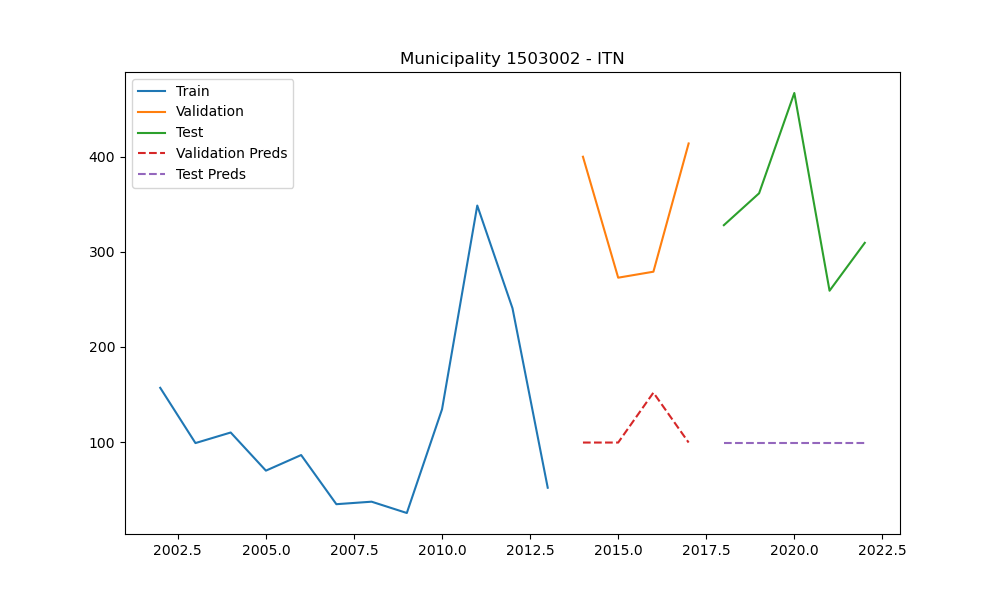 Municipality 1503002 - ITN
Train
Validation
Test
Validation Preds
Test Preds
400
300
200
100
2002.5 2005.0 2007.5 2010.0 2012.5 2015.0 2017.5 2020.0 2022.5